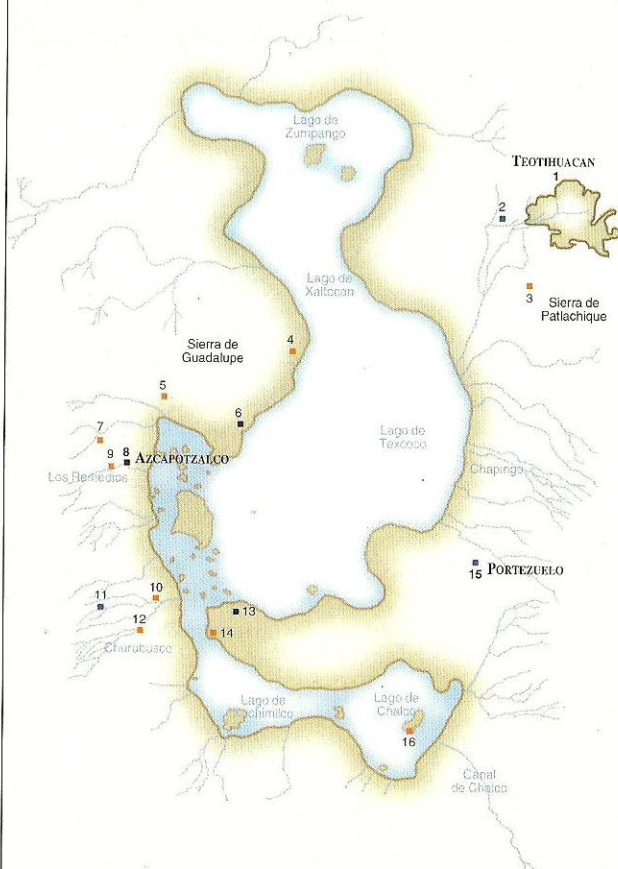 Lago de
Zumpango
TEOTIHUACAN
1
2
Lago de
Xaltocan
3
Sierra de
Patlachique
Sierra de
Guadalupe
4
5
6
7
8
AZCAPOTZALCO
9
Los Remedios
Lago de
Texcoco
Chapingo
15
PORTEZUELO
10
11
12
Churubusco
13
14
Lago de
Xochimilco
Lago de
Chalco
16
Canal
de Chalco